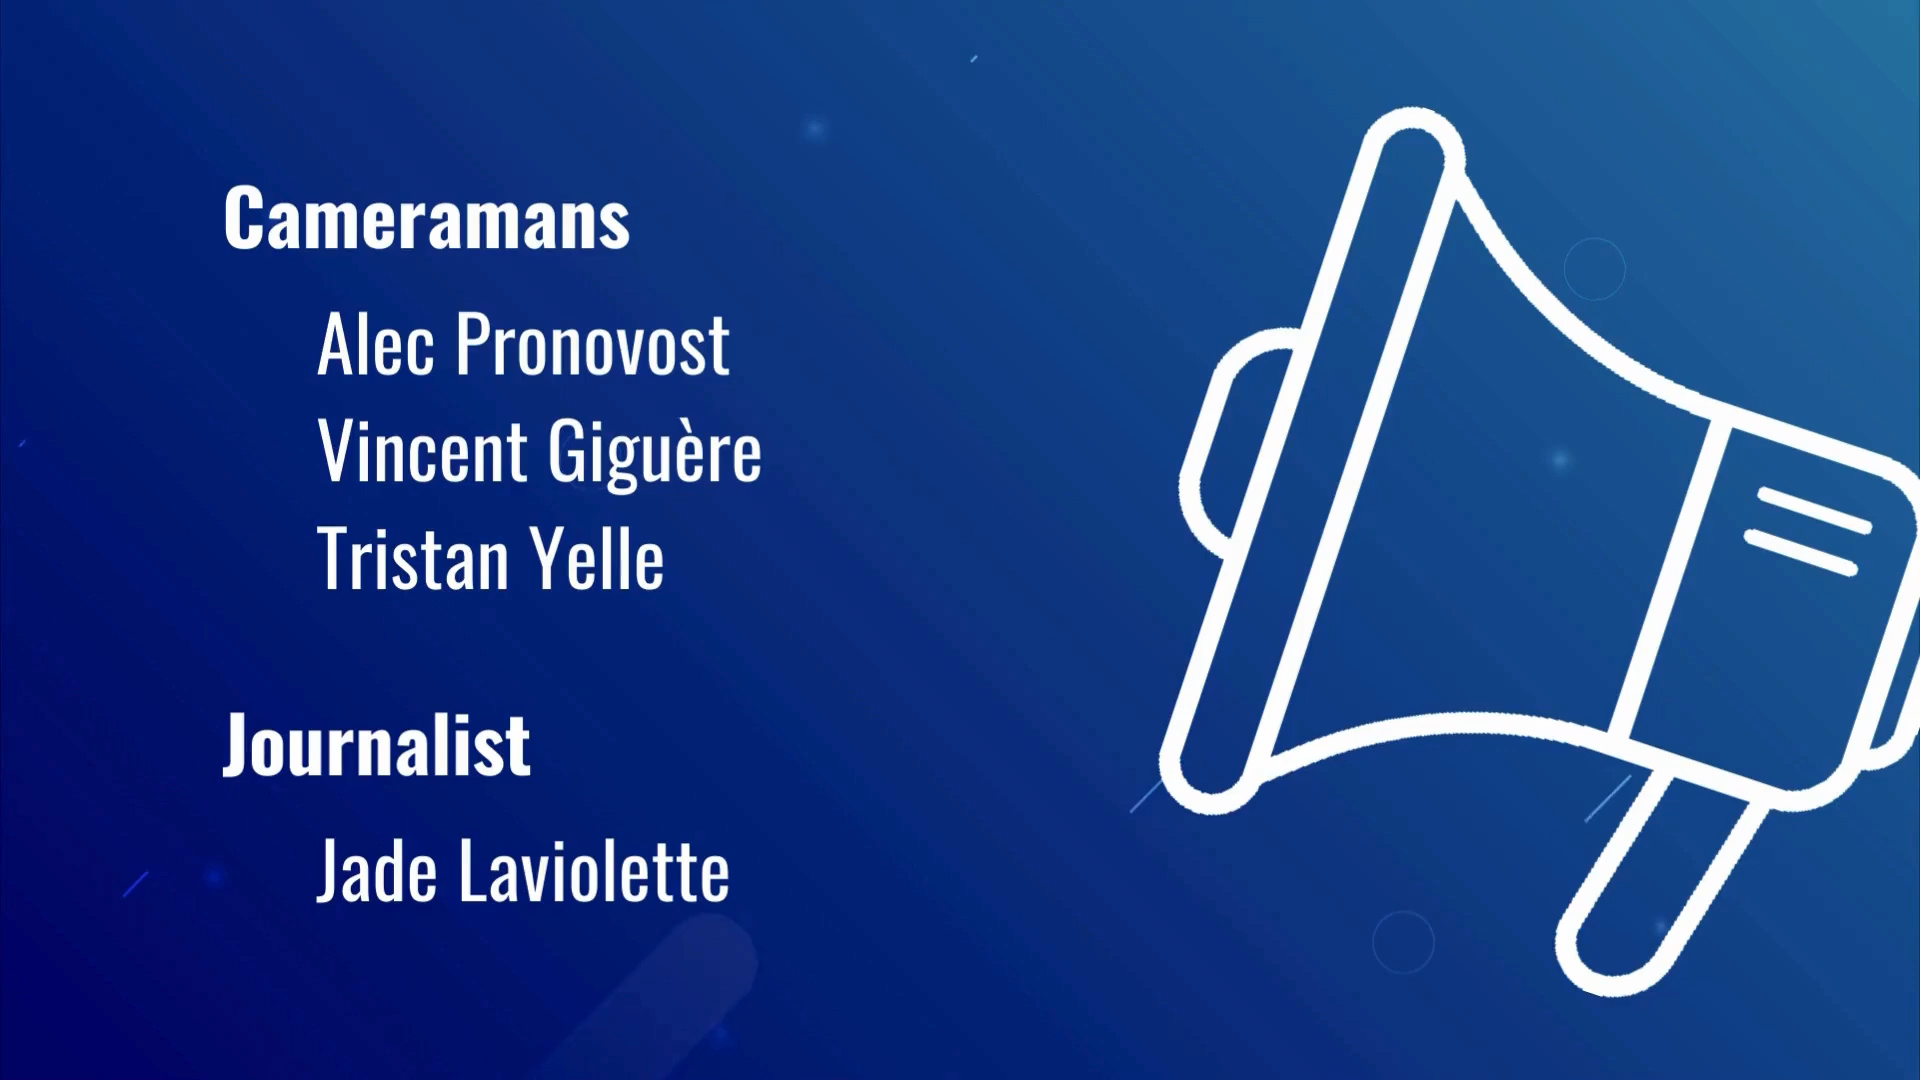 Cameramans
Alec Pronovost
Vincent Giguère
Tristan Yelle
Journalist
Jade Laviolette